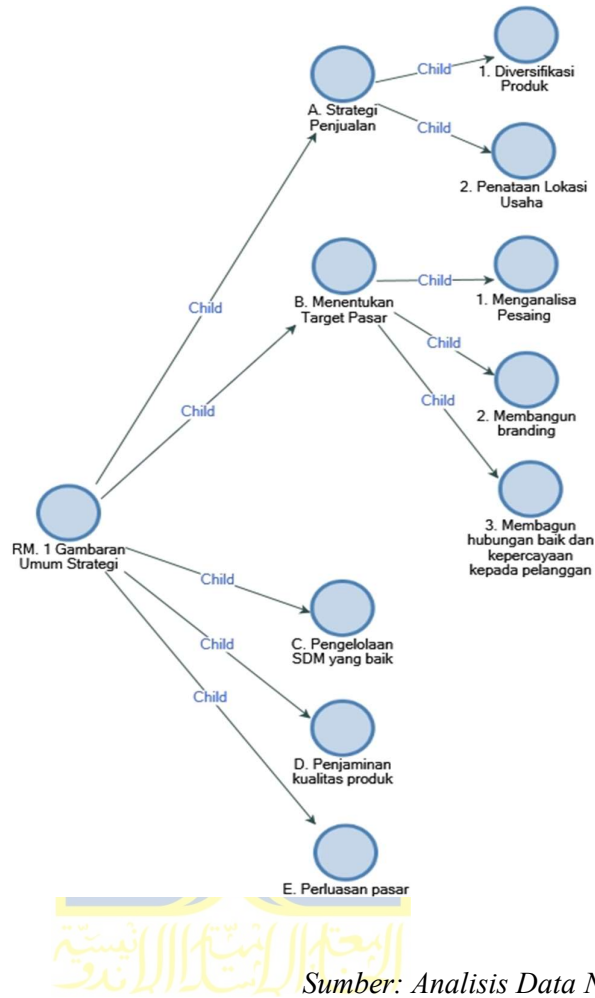 Child
1. Diversifikasi
Produk
A. Strategi
Penjualan
Child
2. Penataan Lokasi
Usaha
Child
B. Menentukan
Target Pasar
Child
1. Menganalisa
Pesaing
Child
2. Membangun
branding
Child
3. Membagun
hubungan baik dan
kepercayaan
kepada pelanggan
Child
RM. 1 Gambaran
Umum Strategi
Child
C. Pengelolaan
SDM yang baik
Child
D. Penjaminan
kualitas produk
Child
E. Perluasan pasar
Sumber: Analisis Data N